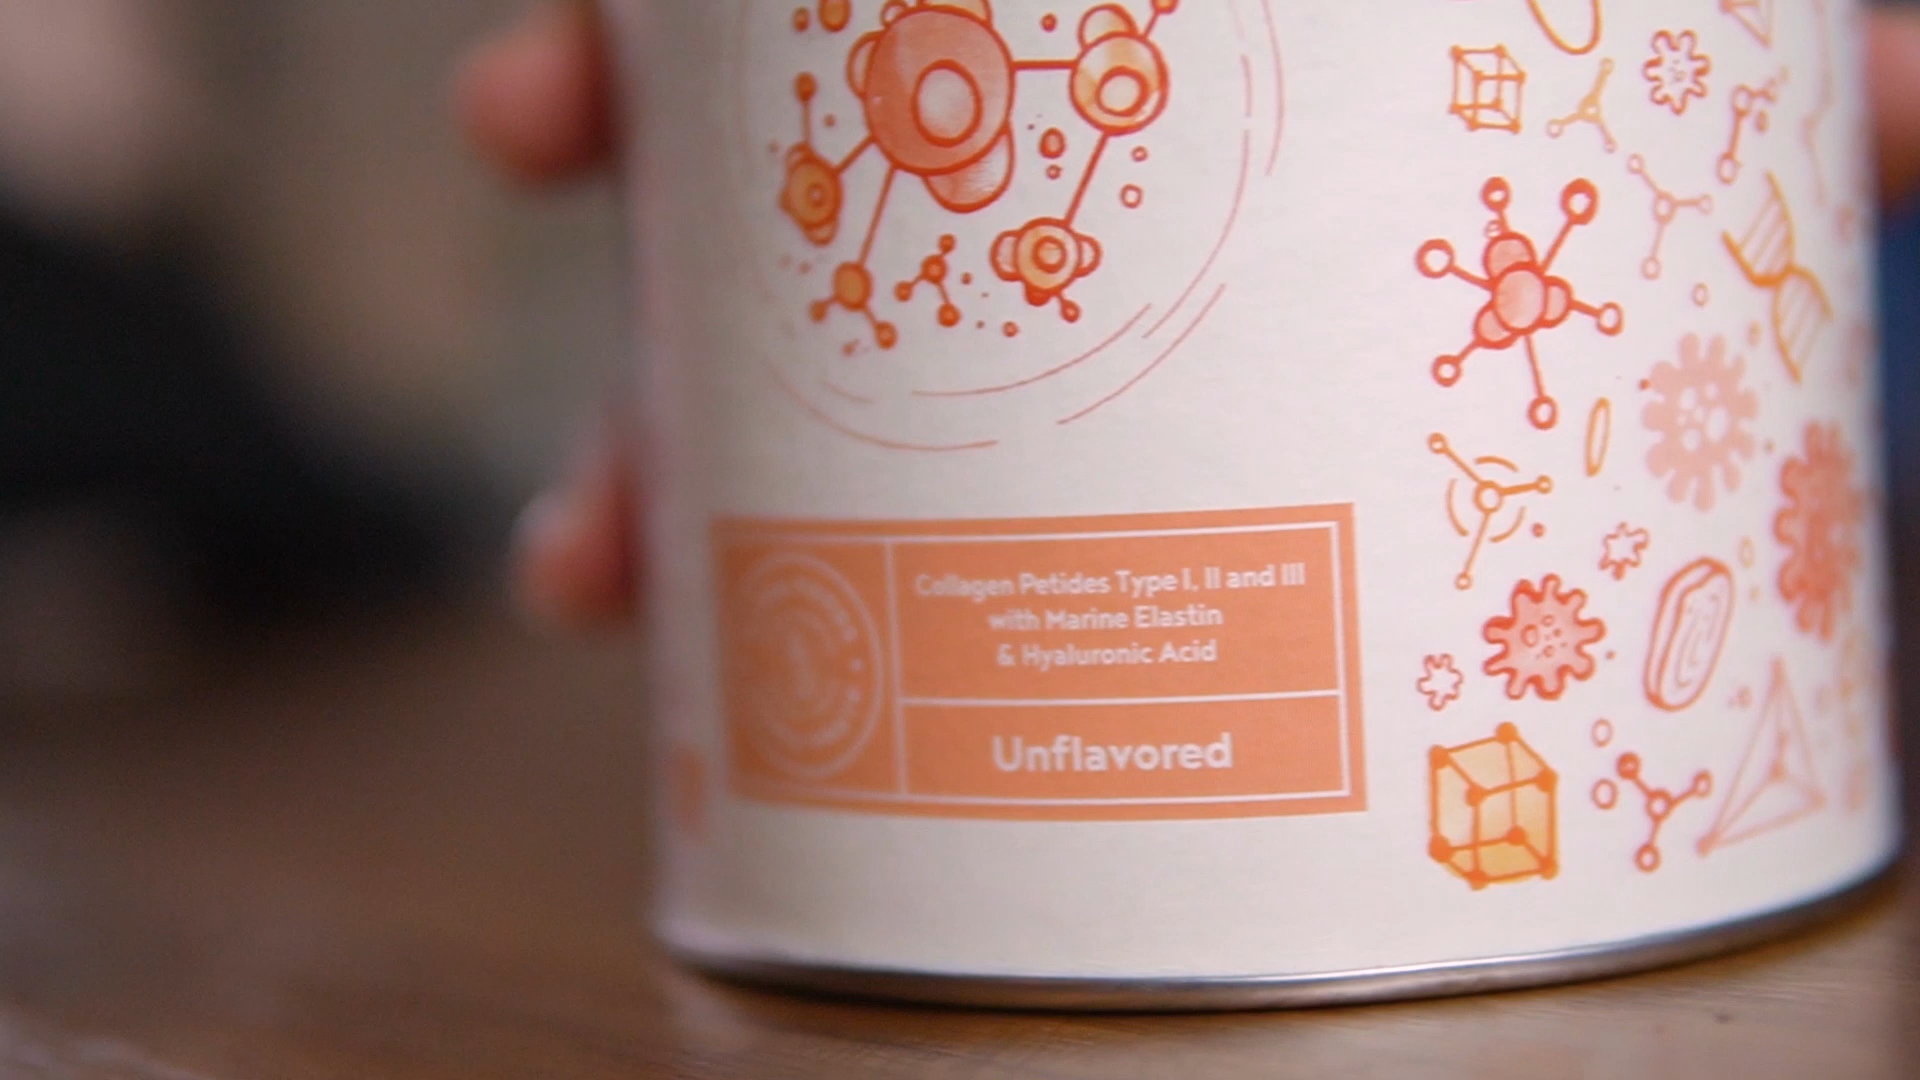 Collagen Petides Type I, II and III
with Marine Elastin
& Hyaluronic Acid
Unflavored